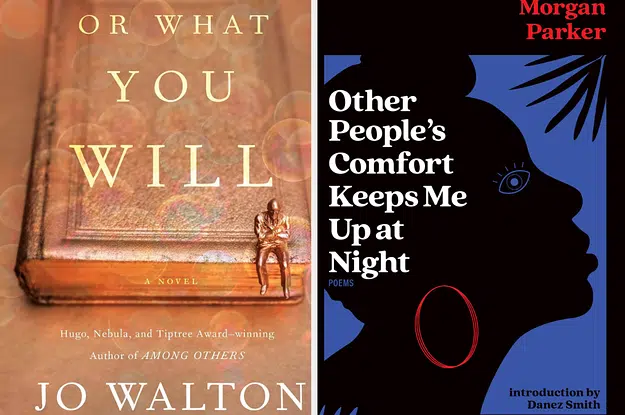 OR WHAT
YOU
WILL
A NOVEL
Hugo, Nebula, and Tiptree Award–winning
Author of AMONG OTHERS
JO WALTON
Morgan
Parker
Other
People's
Comfort
Keeps Me
Up at
Night
POEMS
introduction by
Danez Smith